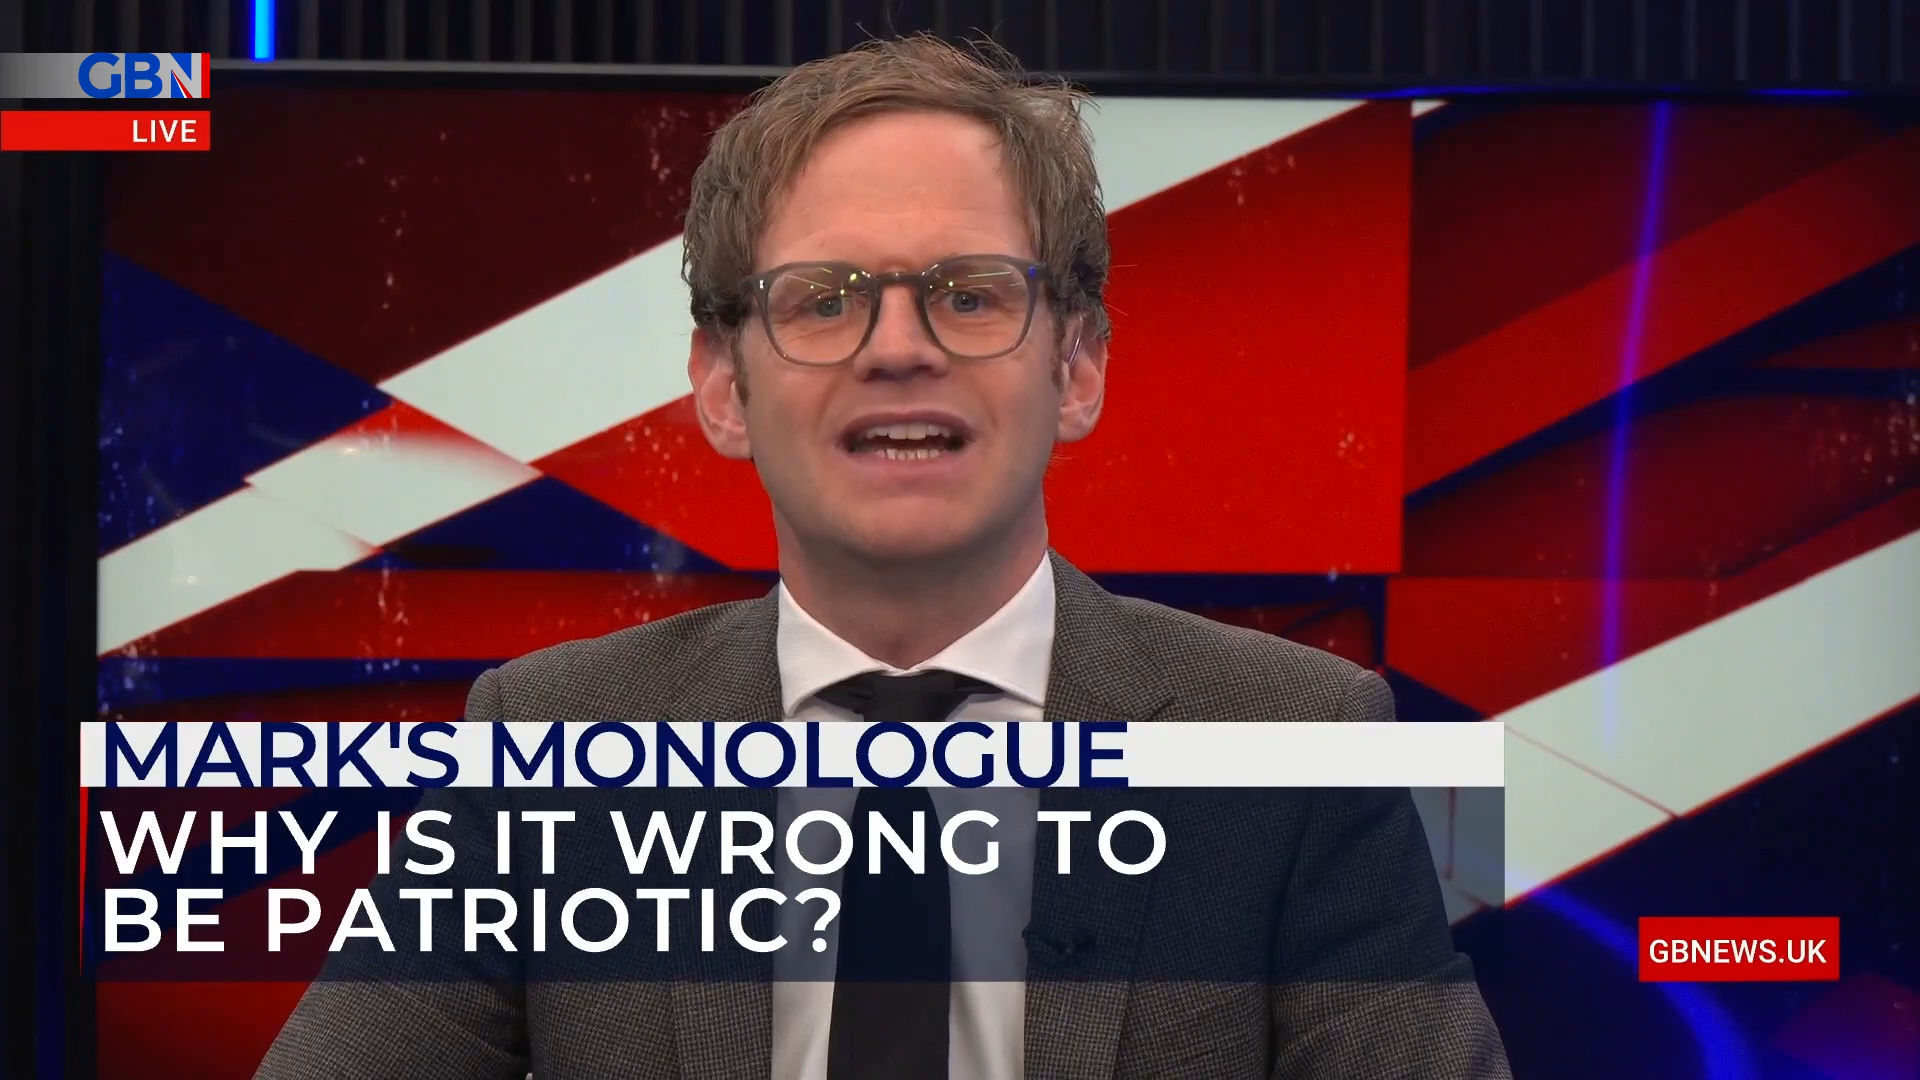 GBN
LIVE
MARK'S MONOLOGUE
WHY IS IT WRONG TO
BE PATRIOTIC?
GBNEWS.UK